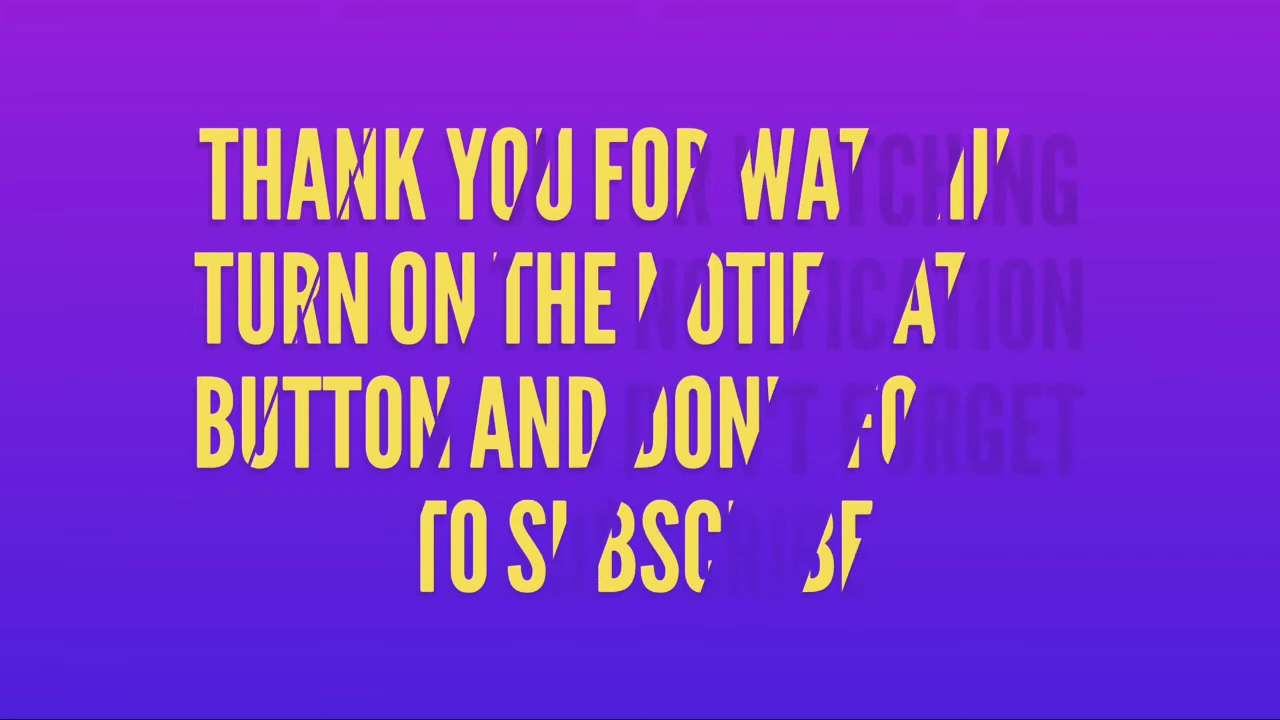 THANK YOU FOR WATCHING
TURN ON THE NOTIFICATION
BUTTON AND DON'T FORGET
TO SUBSCRIBE